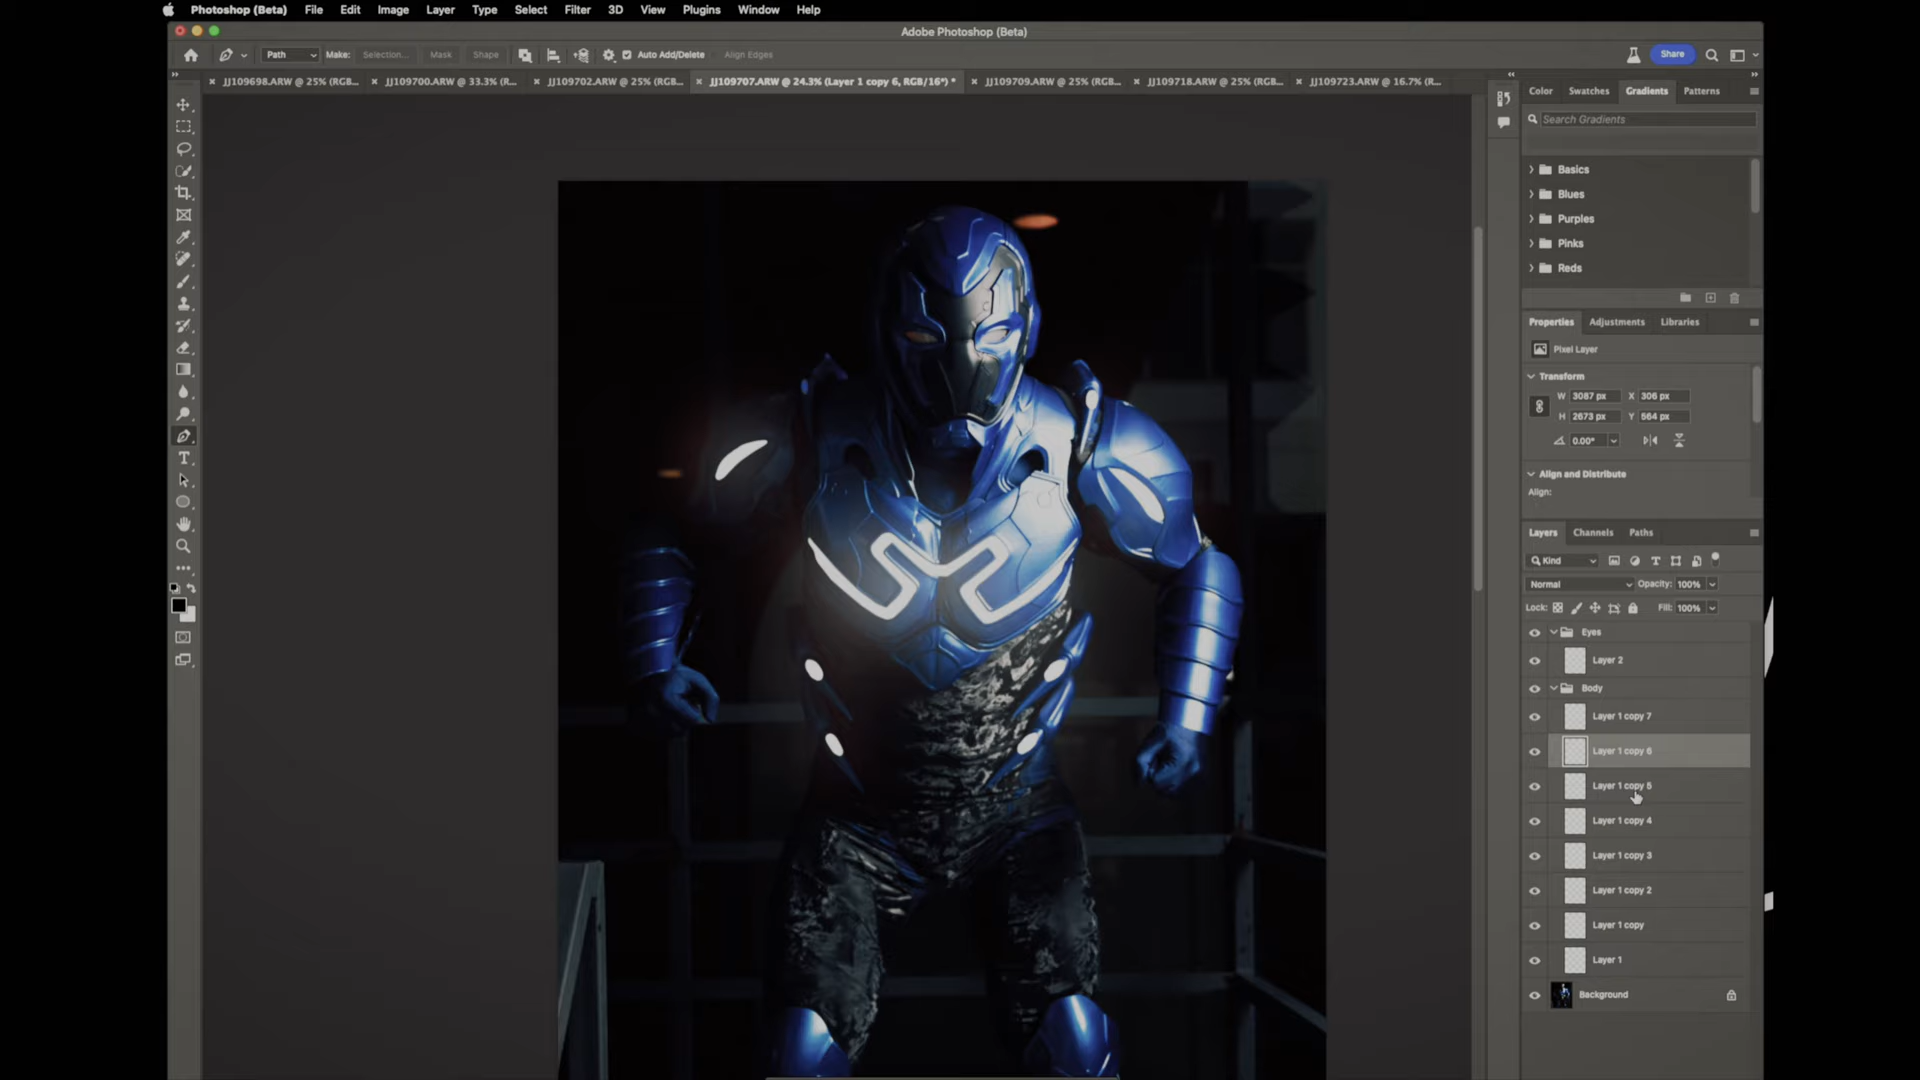 Photoshop (Beta) File Edit Image Layer Type Select Filter 3D View Plugins Window Help
Adobe Photoshop (Beta)
Path Make: Selection... Mask Shape Auto Add/Delete Align Edges Share
JJ109698.ARW @ 25% (RGB... JJ109700.ARW @ 33.3% (R... JJ109702.ARW @ 25% (RGB... JJ109707.ARW @ 24.3% (Layer 1 copy 6, RGB/16*) * JJ109709.ARW @ 25% (RGB... JJ109718.ARW @ 25% (RGB... JJ109723.ARW @ 16.7% (R...
Color Swatches Gradients Patterns
Search Gradients
Basics
Blues
Purples
Pinks
Reds
Properties Adjustments Libraries
Pixel Layer
Transform
W 3087 px X 306 px
H 2673 px Y 564 px
0.00°
Align and Distribute
Align:
Layers Channels Paths
Kind
Normal Opacity: 100%
Lock: Fill: 100%
Eyes
Layer 2
Body
Layer 1 copy 7
Layer 1 copy 6
Layer 1 copy 5
Layer 1 copy 4
Layer 1 copy 3
Layer 1 copy 2
Layer 1 copy
Layer 1
Background